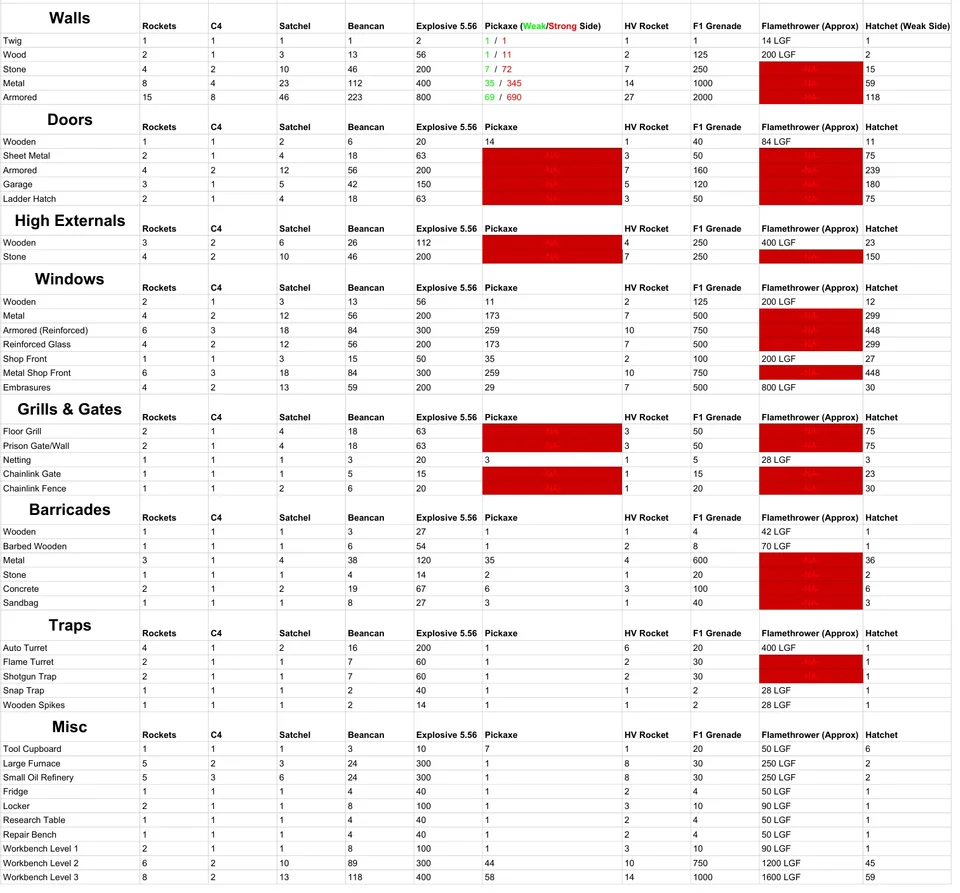 Walls Rockets C4 Satchel Beancan Explosive 5.56 Pickaxe (Weak/Strong Side) HV Rocket F1 Grenade Flamethrower (Approx) Hatchet (Weak Side)
Twig 1 1 1 1 2 1 / 1 1 1 14 LGF 1
Wood 2 1 3 13 56 1 / 11 2 125 200 LGF 2
Stone 4 2 10 46 200 7 / 72 7 250 -NA- 15
Metal 8 4 23 112 400 35 / 345 14 1000 -NA- 59
Armored 15 8 46 223 800 69 / 690 27 2000 -NA- 118
Doors Rockets C4 Satchel Beancan Explosive 5.56 Pickaxe HV Rocket F1 Grenade Flamethrower (Approx) Hatchet
Wooden 1 1 2 6 20 14 1 40 84 LGF 11
Sheet Metal 2 1 4 18 63 -NA- 3 50 -NA- 75
Armored 4 2 12 56 200 -NA- 7 160 -NA- 239
Garage 3 1 5 42 150 -NA- 5 120 -NA- 180
Ladder Hatch 2 1 4 18 63 -NA- 3 50 -NA- 75
High Externals Rockets C4 Satchel Beancan Explosive 5.56 Pickaxe HV Rocket F1 Grenade Flamethrower (Approx) Hatchet
Wooden 3 2 6 26 112 -NA- 4 250 400 LGF 23
Stone 4 2 10 46 200 -NA- 7 250 -NA- 150
Windows Rockets C4 Satchel Beancan Explosive 5.56 Pickaxe HV Rocket F1 Grenade Flamethrower (Approx) Hatchet
Wooden 2 1 3 13 56 11 2 125 200 LGF 12
Metal 4 2 12 56 200 173 7 500 -NA- 299
Armored (Reinforced) 6 3 18 84 300 259 10 750 -NA- 448
Reinforced Glass 4 2 12 56 200 173 7 500 -NA- 299
Shop Front 1 1 3 15 50 35 2 100 200 LGF 27
Metal Shop Front 6 3 18 84 300 259 10 750 -NA- 448
Embrasures 4 2 13 59 200 29 7 500 800 LGF 30
Grills & Gates Rockets C4 Satchel Beancan Explosive 5.56 Pickaxe HV Rocket F1 Grenade Flamethrower (Approx) Hatchet
Floor Grill 2 1 4 18 63 -NA- 3 50 -NA- 75
Prison Gate/Wall 2 1 4 18 63 -NA- 3 50 -NA- 75
Netting 1 1 1 3 20 3 1 5 28 LGF 3
Chainlink Gate 1 1 1 5 15 -NA- 1 15 -NA- 23
Chainlink Fence 1 1 2 6 20 -NA- 1 20 -NA- 30
Barricades Rockets C4 Satchel Beancan Explosive 5.56 Pickaxe HV Rocket F1 Grenade Flamethrower (Approx) Hatchet
Wooden 1 1 1 3 27 1 1 4 42 LGF 1
Barbed Wooden 1 1 1 6 54 1 2 8 70 LGF 1
Metal 3 1 4 38 120 35 4 600 -NA- 36
Stone 1 1 1 4 14 2 1 20 -NA- 2
Concrete 2 1 2 19 67 6 3 100 -NA- 6
Sandbag 1 1 1 8 27 3 1 40 -NA- 3
Traps Rockets C4 Satchel Beancan Explosive 5.56 Pickaxe HV Rocket F1 Grenade Flamethrower (Approx) Hatchet
Auto Turret 4 1 2 16 200 1 6 20 400 LGF 1
Flame Turret 2 1 1 7 60 1 2 30 -NA- 1
Shotgun Trap 2 1 1 7 60 1 2 30 -NA- 1
Snap Trap 1 1 1 2 40 1 1 2 28 LGF 1
Wooden Spikes 1 1 1 2 14 1 1 2 28 LGF 1
Misc Rockets C4 Satchel Beancan Explosive 5.56 Pickaxe HV Rocket F1 Grenade Flamethrower (Approx) Hatchet
Tool Cupboard 1 1 1 3 10 7 1 20 50 LGF 6
Large Furnace 5 2 3 24 300 1 8 30 250 LGF 2
Small Oil Refinery 5 3 6 24 300 1 8 30 250 LGF 2
Fridge 1 1 1 4 40 1 2 4 50 LGF 1
Locker 2 1 1 8 100 1 3 10 90 LGF 1
Research Table 1 1 1 4 40 1 2 4 50 LGF 1
Repair Bench 1 1 1 4 40 1 2 4 50 LGF 1
Workbench Level 1 2 1 1 8 100 1 3 10 90 LGF 1
Workbench Level 2 6 2 10 89 300 44 10 750 1200 LGF 45
Workbench Level 3 8 2 13 118 400 58 14 1000 1600 LGF 59